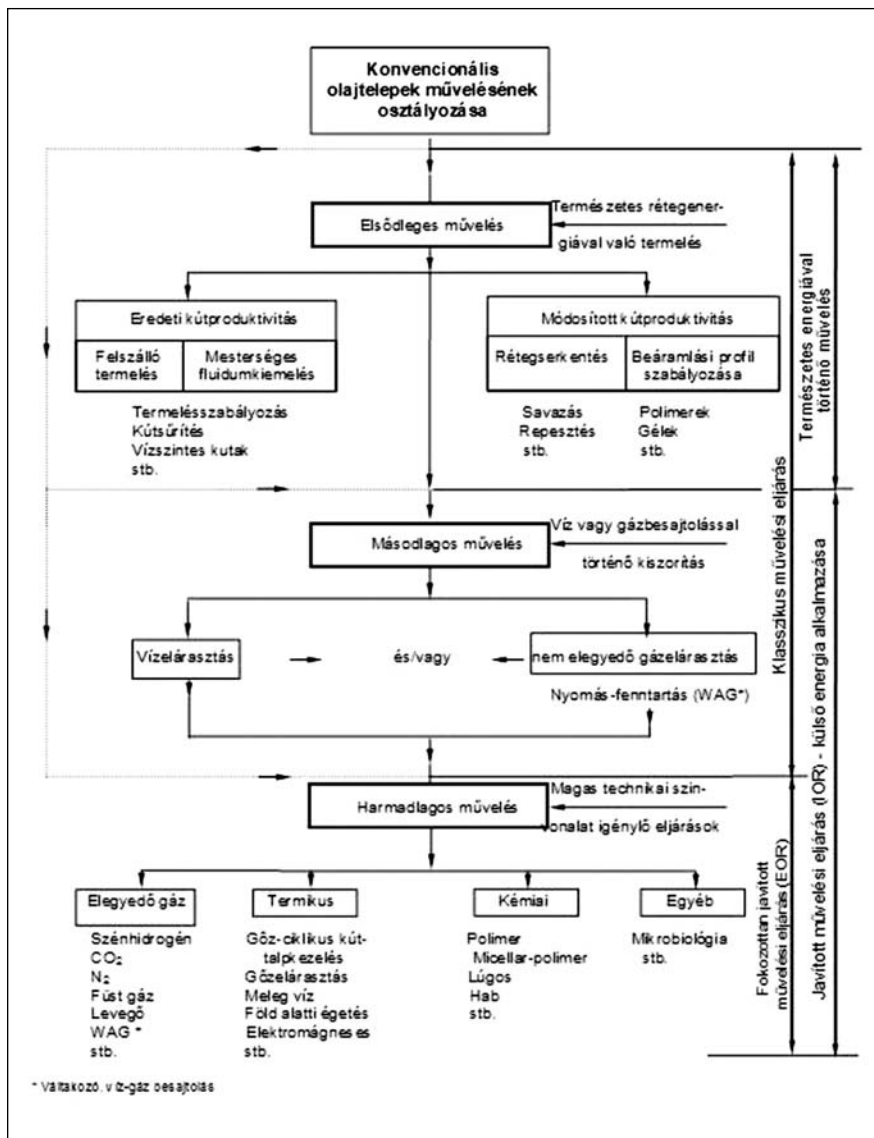 Konvencionális
olajtelepek művelésének
osztályozása
Elsődleges művelés
Természetes rétegener-
giával való termelés
Eredeti kútproduktivitás
Felszálló
termelés
Mesterséges
fluidumkiemelés
Termelésszabályozás
Kútsűrítés
Vízszintes kutak
stb.
Módosított kútproduktivitás
Rétegserkentés
Beáramlási profil
szabályozása
Savazás
Repesztés
stb.
Polimerek
Gélek
stb.
Másodlagos művelés
Víz vagy gázbesajtolással
történő kiszorítás
Vízelárasztás
és/vagy
nem elegyedő gázelárasztás
Nyomás-fenntartás (WAG*)
Harmadlagos művelés
Magas technikai szín-
vonalat igénylő eljárások
Elegyedő gáz
Szénhidrogén
CO₂
N₂
Füst gáz
Levegő
WAG *
stb.
Termikus
Gőz-ciklikus kút-
talpkezelés
Gőzelárasztás
Meleg víz
Föld alatti égetés
Elektromágneses
stb.
Kémiai
Polimer
Micellar-polimer
Lúgos
Hab
stb.
Egyéb
Mikrobiológia
stb.
Klasszikus művelési eljárás
Természetes energiával
történő művelés
Fokozottan javított
művelési eljárás (EOR)
Javított művelési eljárás (IOR) - külső energia alkalmazása
* Váltakozó, víz-gáz besajtolás